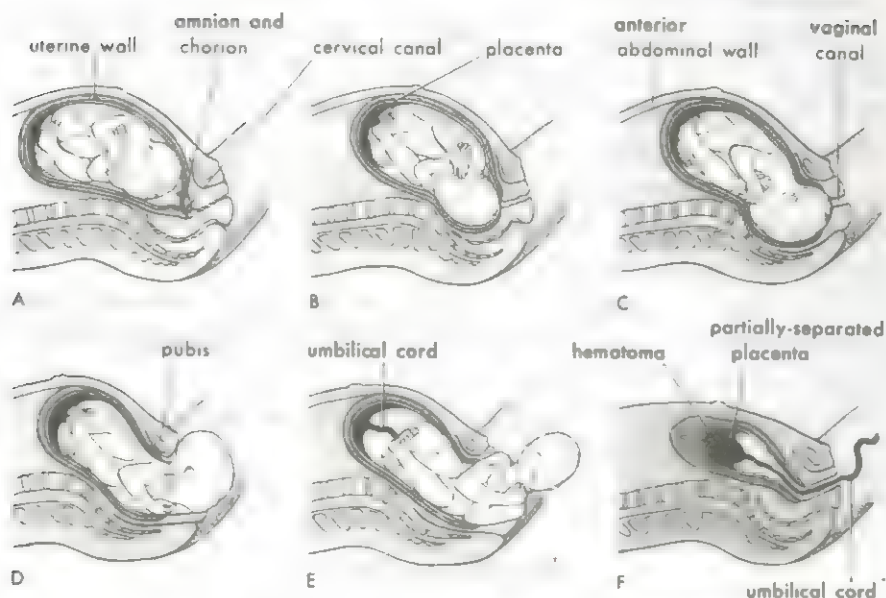 uterine wall
amnion and
chorion
cervical canal
placenta
anterior
abdominal wall
vaginal
canal
A
B
C
pubis
umbilical cord
hematoma
partially-separated
placenta
D
E
F
umbilical cord